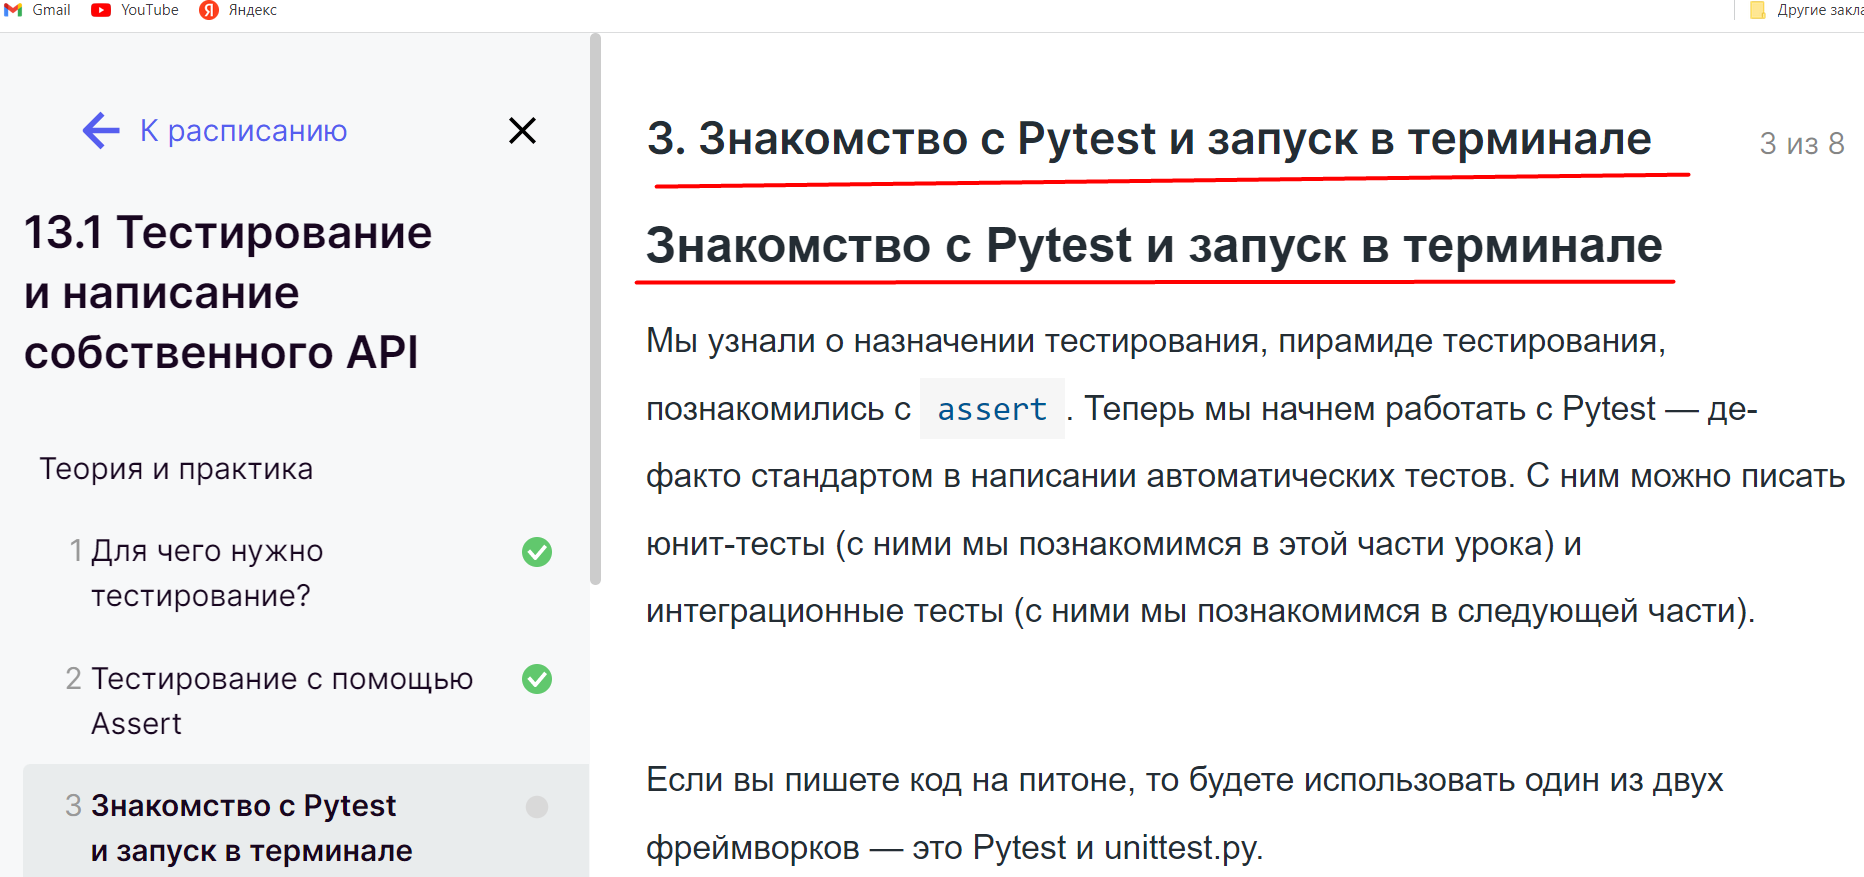 Gmail YouTube Яндекс Другие закла
К расписанию
13.1 Тестирование
и написание
собственного API
Теория и практика
1 Для чего нужно
тестирование?
2 Тестирование с помощью
Assert
3 Знакомство с Pytest
и запуск в терминале
3. Знакомство с Pytest и запуск в терминале
3 из 8
Знакомство с Pytest и запуск в терминале
Мы узнали о назначении тестирования, пирамиде тестирования,
познакомились с assert . Теперь мы начнем работать с Pytest — де-
факто стандартом в написании автоматических тестов. С ним можно писать
юнит-тесты (с ними мы познакомимся в этой части урока) и
интеграционные тесты (с ними мы познакомимся в следующей части).
Если вы пишете код на питоне, то будете использовать один из двух
фреймворков — это Pytest и unittest.py.